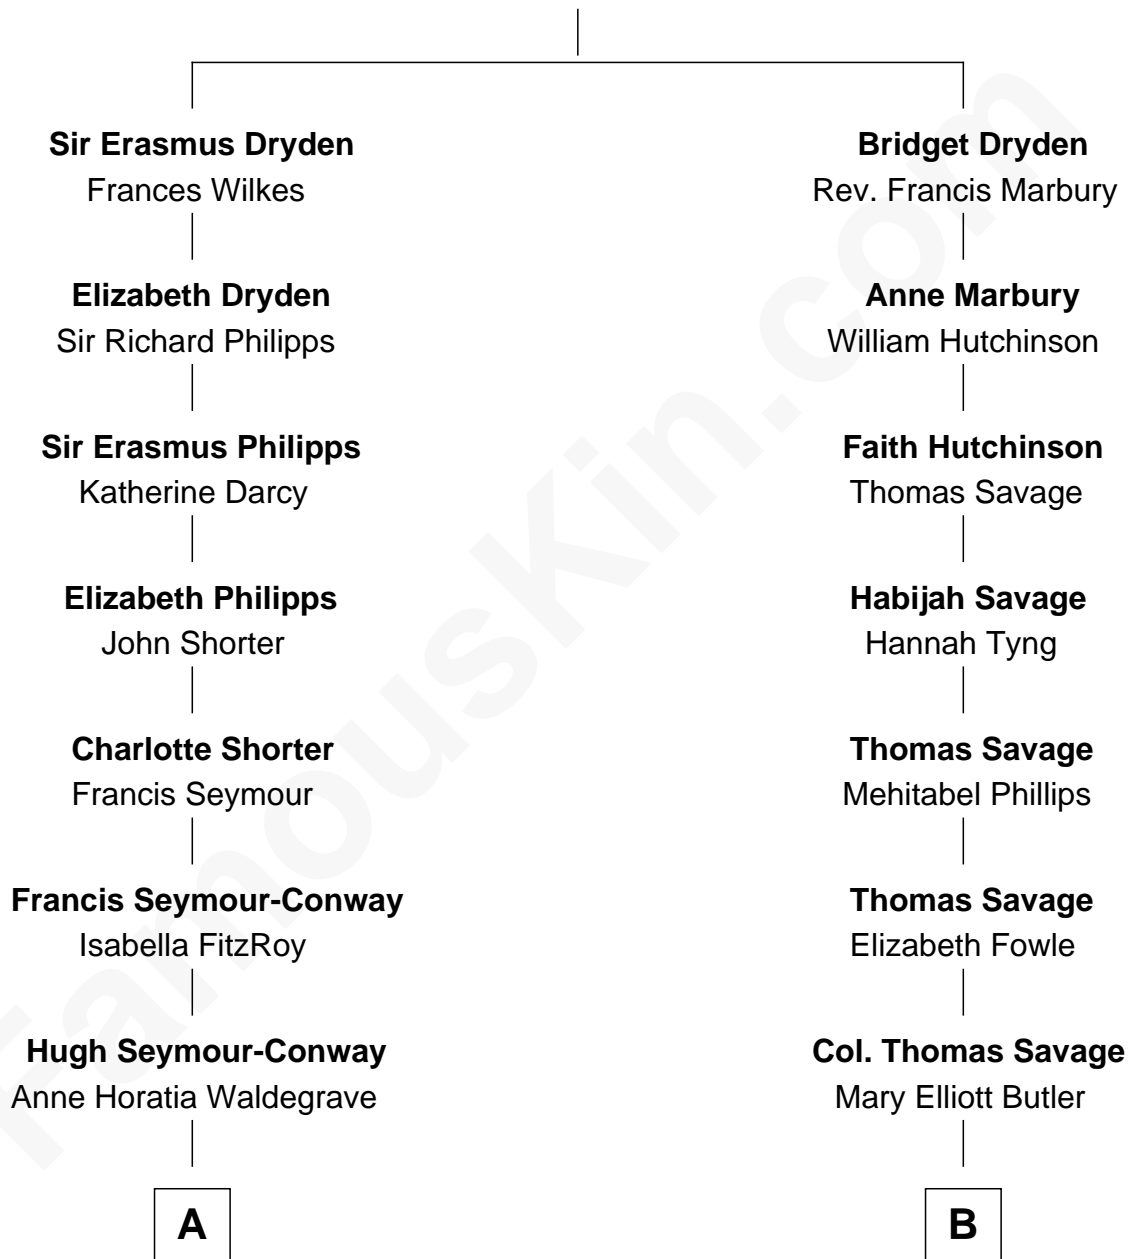 Sir Erasmus Dryden
Frances Wilkes
Elizabeth Dryden
Sir Richard Philipps
Sir Erasmus Philipps
Katherine Darcy
Elizabeth Philipps
John Shorter
Charlotte Shorter
Francis Seymour
Francis Seymour-Conway
Isabella FitzRoy
Hugh Seymour-Conway
Anne Horatia Waldegrave
A
Bridget Dryden
Rev. Francis Marbury
Anne Marbury
William Hutchinson
Faith Hutchinson
Thomas Savage
Habijah Savage
Hannah Tyng
Thomas Savage
Mehitabel Phillips
Thomas Savage
Elizabeth Fowle
Col. Thomas Savage
Mary Elliott Butler
B
FamousKin.com